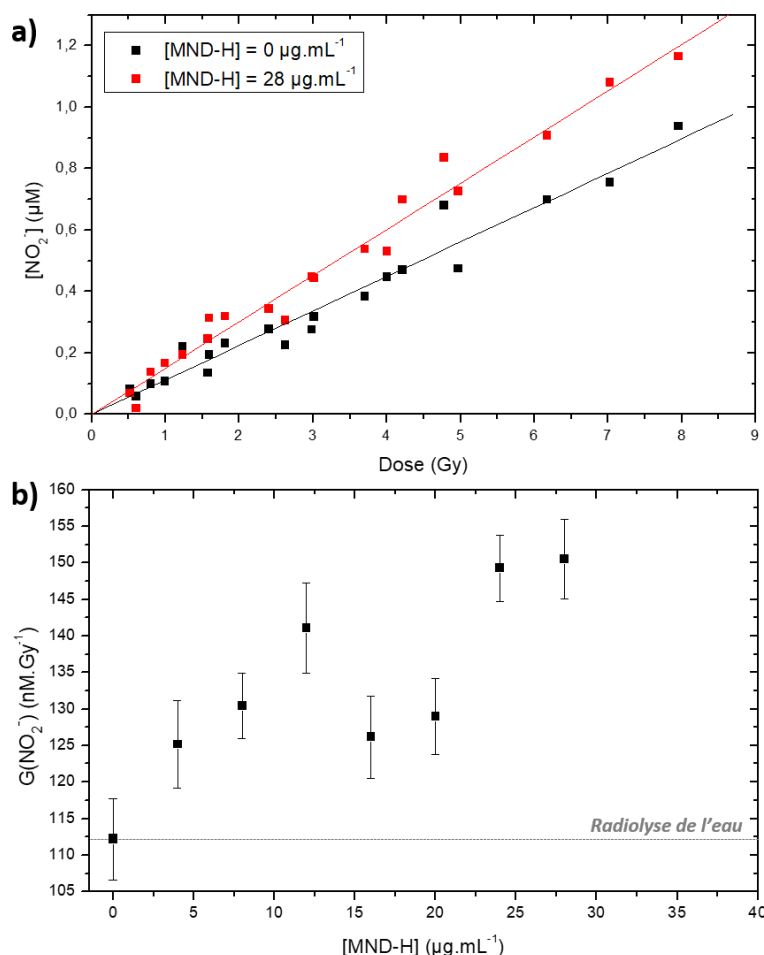 a)
[MND-H] = 0 µg.mL⁻¹
[MND-H] = 28 µg.mL⁻¹
1,2
1,0
0,8
0,6
0,4
0,2
0,0
[NO₂⁻] (µM)
0 1 2 3 4 5 6 7 8 9
Dose (Gy)
b)
160
155
150
145
140
135
130
125
120
115
112
110
105
G(NO₂⁻) (nM.Gy⁻¹)
Radiolyse de l'eau
0 5 10 15 20 25 30 35 40
[MND-H] (µg.mL⁻¹)